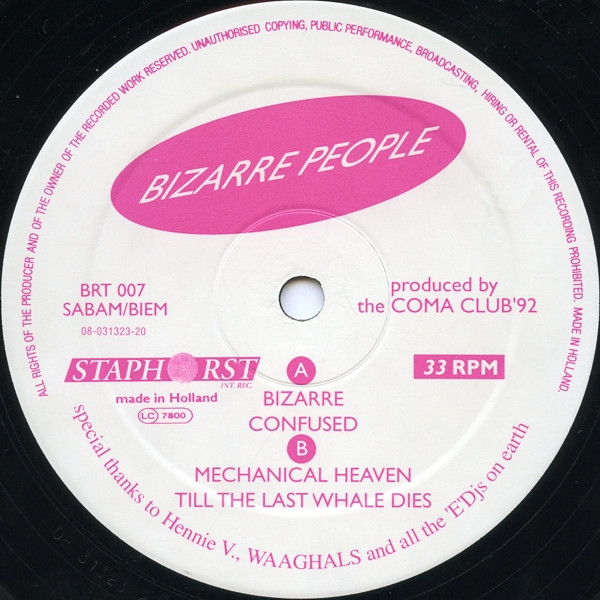 ALL RIGHTS OF THE PRODUCER AND OF THE OWNER OF THE RECORDED WORK RESERVED. UNAUTHORISED COPYING, PUBLIC PERFORMANCE, BROADCASTING, HIRING OR RENTAL OF THIS RECORDING PROHIBITED. MADE IN HOLLAND.
BIZARRE PEOPLE
BRT 007
SABAM/BIEM
08-031323-20
produced by
the COMA CLUB'92
STAPHORST
INT. REC.
made in Holland
LC 7800
33 RPM
A
BIZARRE
CONFUSED
B
MECHANICAL HEAVEN
TILL THE LAST WHALE DIES
special thanks to Hennie V., WAAGHALS and all the 'E'Djs on earth